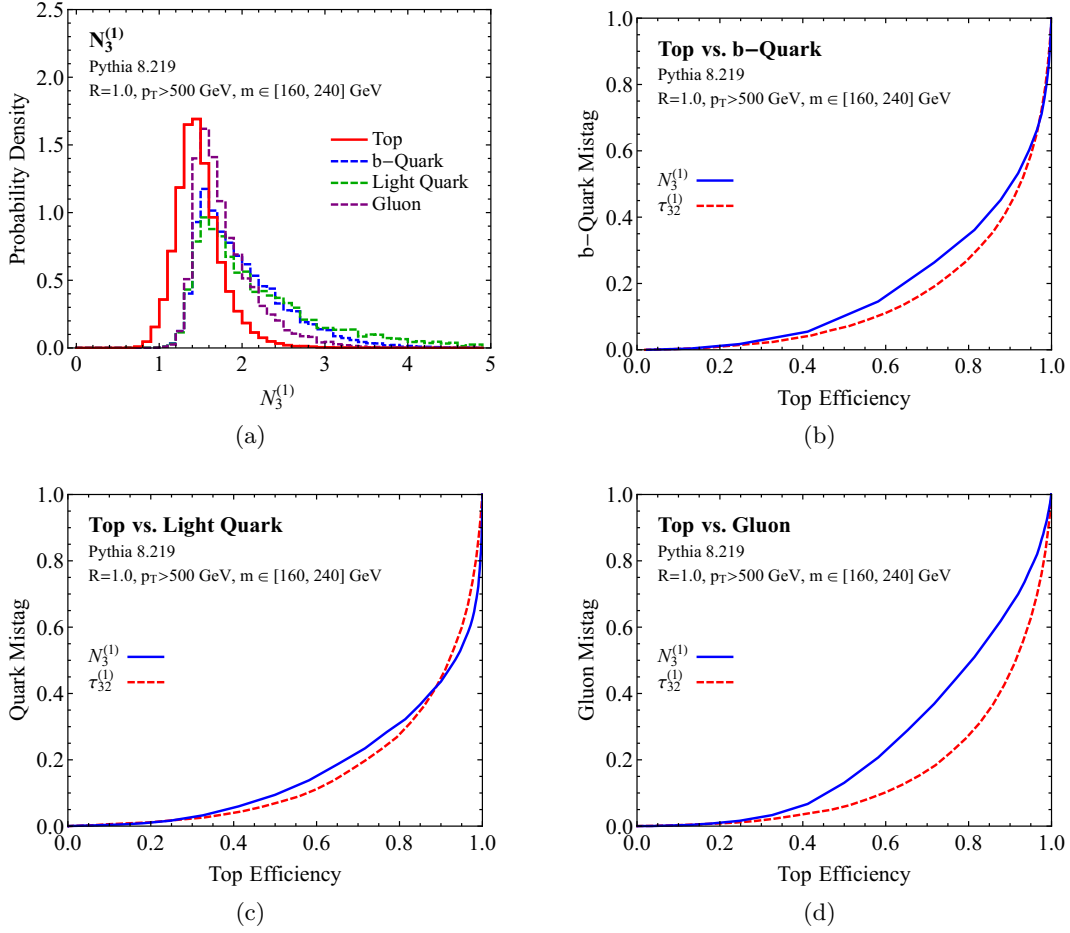 N₃⁽¹⁾
Pythia 8.219
R=1.0, p_T>500 GeV, m ∈ [160, 240] GeV
Top
b−Quark
Light Quark
Gluon
Probability Density
0.0
0.5
1.0
1.5
2.0
2.5
0
1
2
3
4
5
N₃⁽¹⁾
(a)
Top vs. b−Quark
Pythia 8.219
R=1.0, p_T>500 GeV, m ∈ [160, 240] GeV
N₃⁽¹⁾
τ₃₂⁽¹⁾
b−Quark Mistag
0.0
0.2
0.4
0.6
0.8
1.0
0.0
0.2
0.4
0.6
0.8
1.0
Top Efficiency
(b)
Top vs. Light Quark
Pythia 8.219
R=1.0, p_T>500 GeV, m ∈ [160, 240] GeV
N₃⁽¹⁾
τ₃₂⁽¹⁾
Quark Mistag
0.0
0.2
0.4
0.6
0.8
1.0
0.0
0.2
0.4
0.6
0.8
1.0
Top Efficiency
(c)
Top vs. Gluon
Pythia 8.219
R=1.0, p_T>500 GeV, m ∈ [160, 240] GeV
N₃⁽¹⁾
τ₃₂⁽¹⁾
Gluon Mistag
0.0
0.2
0.4
0.6
0.8
1.0
0.0
0.2
0.4
0.6
0.8
1.0
Top Efficiency
(d)